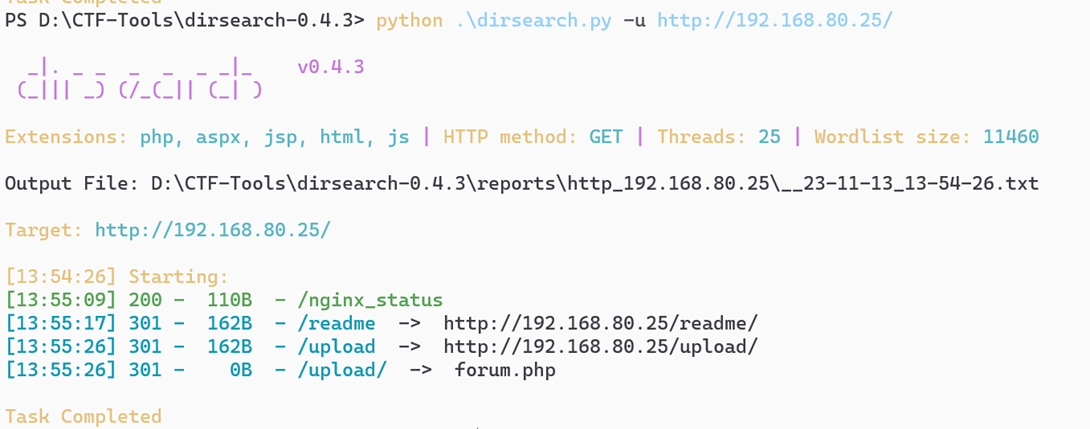 Task Completed
PS D:\CTF-Tools\dirsearch-0.4.3> python .\dirsearch.py -u http://192.168.80.25/
_|. _ _  _  _  _ _|_    v0.4.3
(_||| _) (/_(_|| (_| )
Extensions: php, aspx, jsp, html, js | HTTP method: GET | Threads: 25 | Wordlist size: 11460
Output File: D:\CTF-Tools\dirsearch-0.4.3\reports\http_192.168.80.25\__23-11-13_13-54-26.txt
Target: http://192.168.80.25/
[13:54:26] Starting:
[13:55:09] 200 -  110B  - /nginx_status
[13:55:17] 301 -  162B  - /readme  ->  http://192.168.80.25/readme/
[13:55:26] 301 -  162B  - /upload  ->  http://192.168.80.25/upload/
[13:55:26] 301 -    0B  - /upload/  ->  forum.php
Task Completed